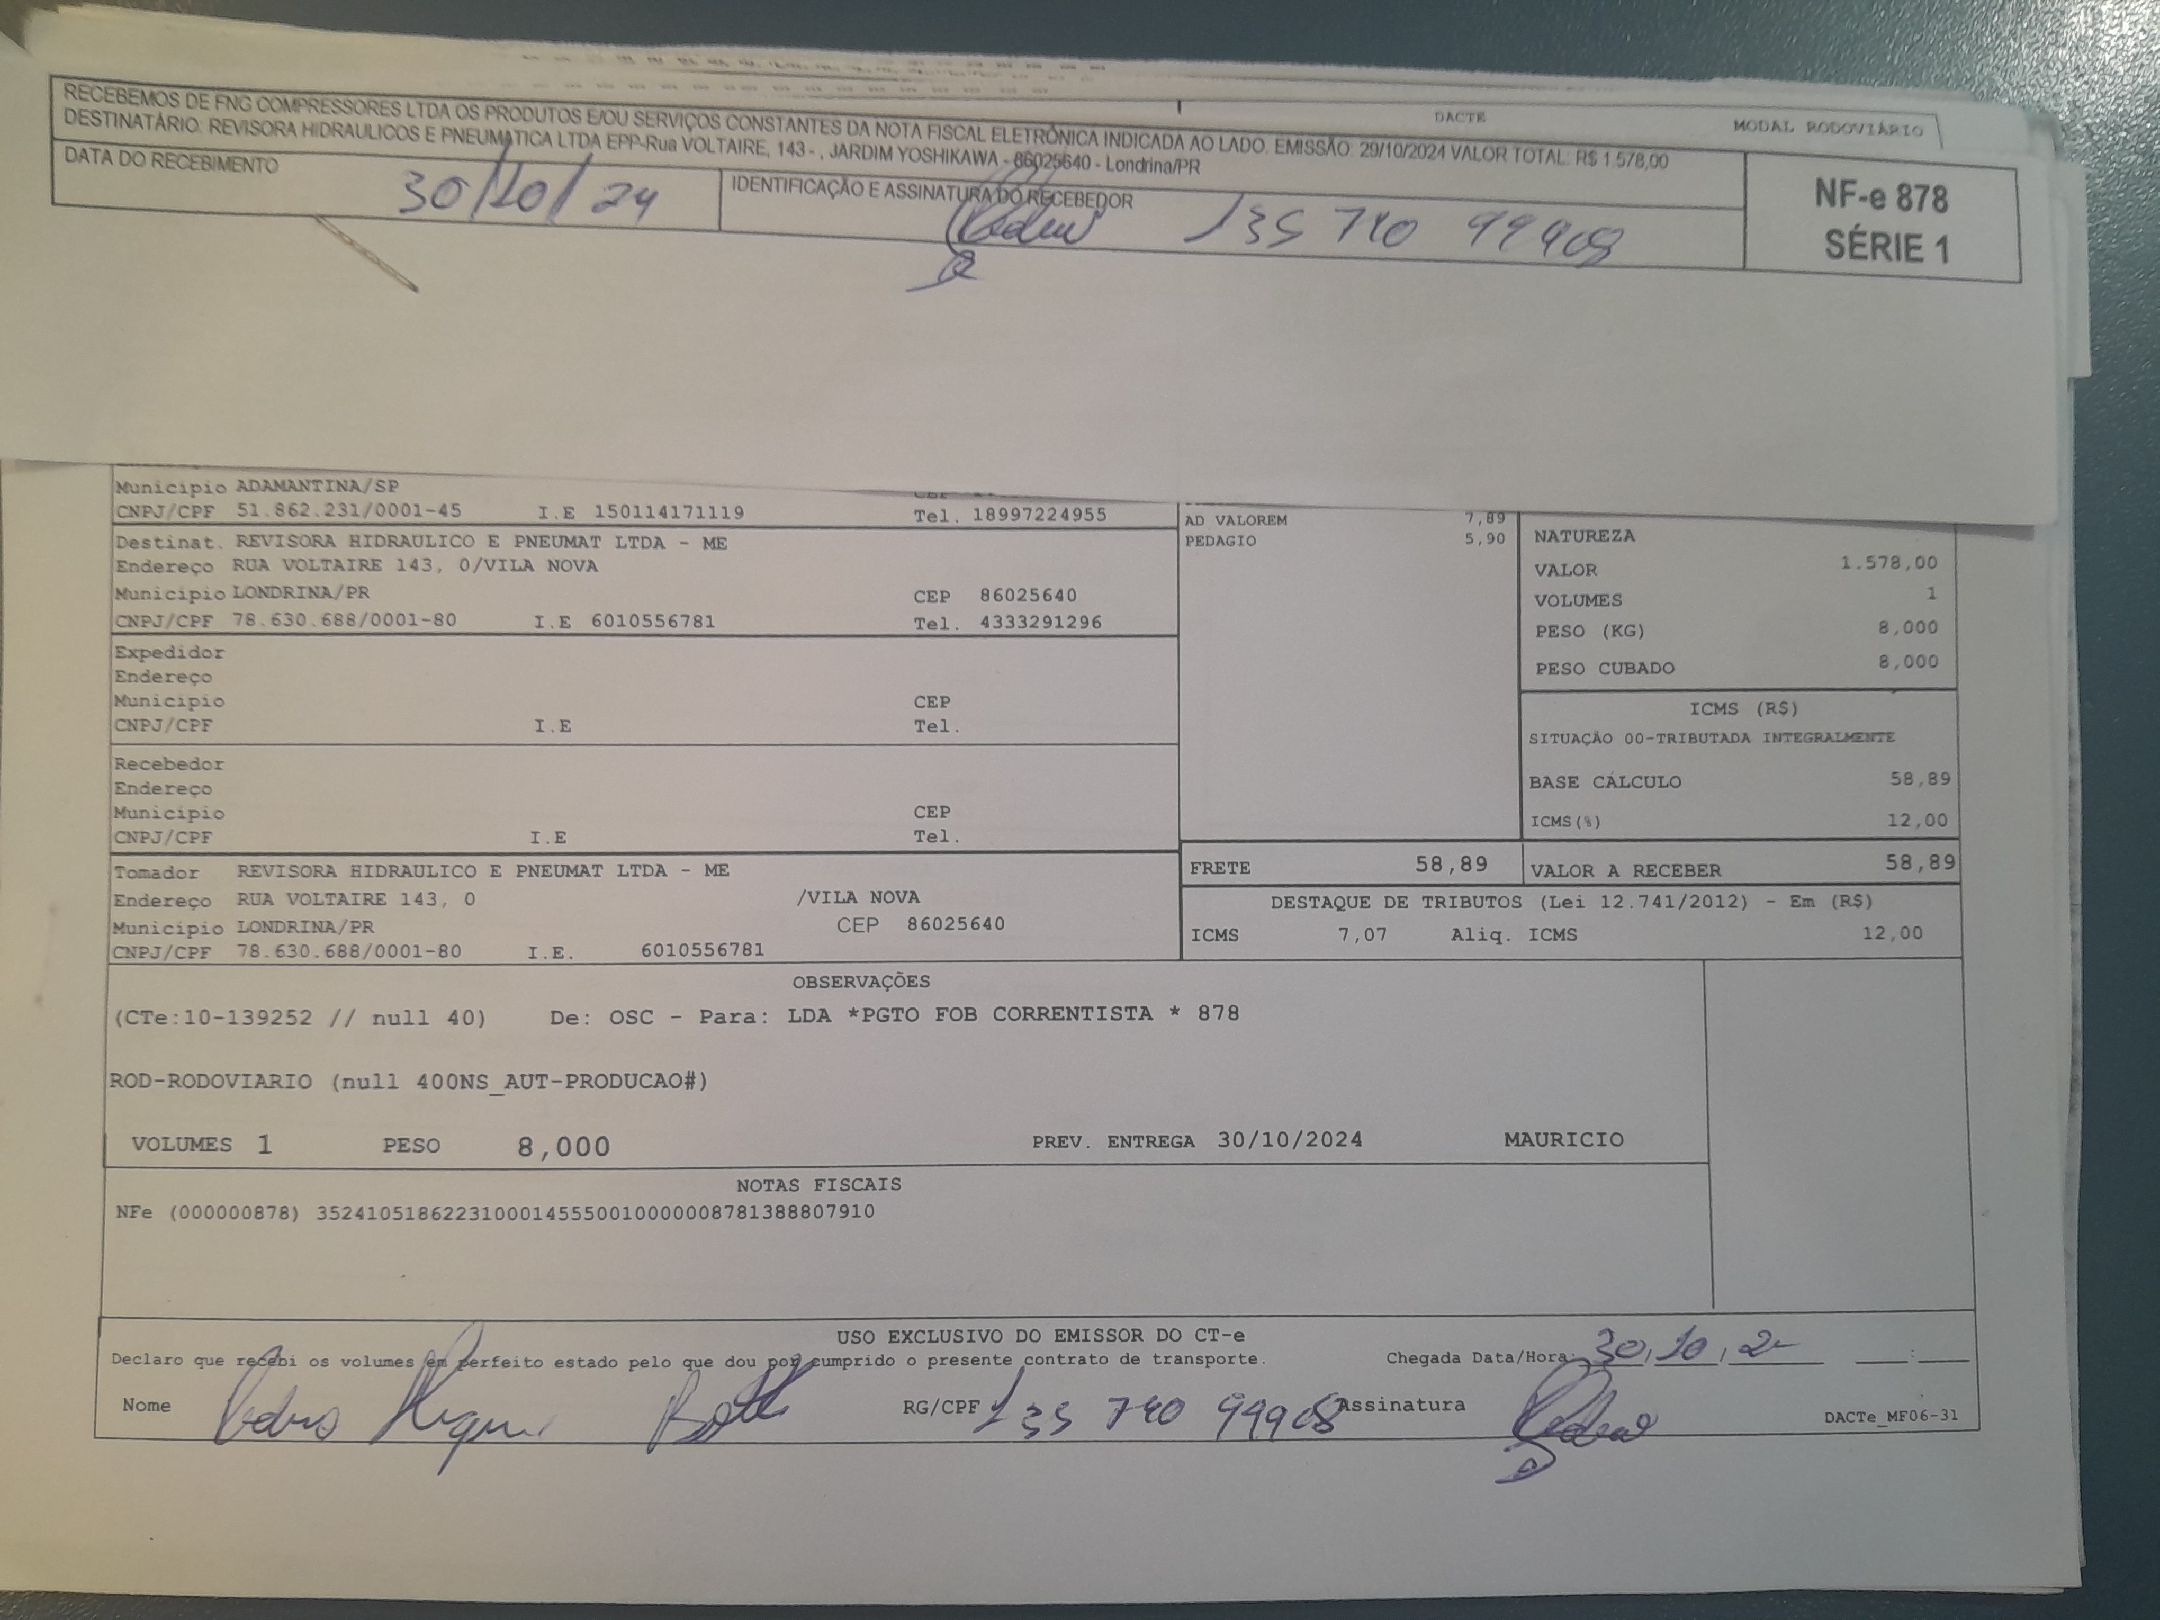 DACTE
MODAL RODOVIÁRIO
RECEBEMOS DE FNG COMPRESSORES LTDA OS PRODUTOS E/OU SERVIÇOS CONSTANTES DA NOTA FISCAL ELETRÔNICA INDICADA AO LADO. EMISSÃO: 29/10/2024 VALOR TOTAL: R$ 1.578,00
DESTINATÁRIO: REVISORA HIDRAULICOS E PNEUMATICA LTDA EPP-Rua VOLTAIRE, 143 - , JARDIM YOSHIKAWA - 86025640 - Londrina/PR
DATA DO RECEBIMENTO
30/10/24
IDENTIFICAÇÃO E ASSINATURA DO RECEBEDOR
135 740 99908
NF-e 878
SÉRIE 1
Municipio ADAMANTINA/SP
CNPJ/CPF 51.862.231/0001-45 I.E 150114171119 Tel. 18997224955
Destinat. REVISORA HIDRAULICO E PNEUMAT LTDA - ME
Endereço RUA VOLTAIRE 143, 0/VILA NOVA
Municipio LONDRINA/PR CEP 86025640
CNPJ/CPF 78.630.688/0001-80 I.E 6010556781 Tel. 4333291296
Expedidor
Endereço
Municipio CEP
CNPJ/CPF I.E Tel.
Recebedor
Endereço
Municipio CEP
CNPJ/CPF I.E Tel.
Tomador REVISORA HIDRAULICO E PNEUMAT LTDA - ME
Endereço RUA VOLTAIRE 143, 0 /VILA NOVA
Municipio LONDRINA/PR CEP 86025640
CNPJ/CPF 78.630.688/0001-80 I.E. 6010556781
AD VALOREM 7,89
PEDAGIO 5,90
NATUREZA
VALOR 1.578,00
VOLUMES 1
PESO (KG) 8,000
PESO CUBADO 8,000
ICMS (R$)
SITUAÇÃO 00-TRIBUTADA INTEGRALMENTE
BASE CÁLCULO 58,89
ICMS(%) 12,00
FRETE 58,89 VALOR A RECEBER 58,89
DESTAQUE DE TRIBUTOS (Lei 12.741/2012) - Em (R$)
ICMS 7,07 Aliq. ICMS 12,00
OBSERVAÇÕES
(CTe:10-139252 // null 40) De: OSC - Para: LDA *PGTO FOB CORRENTISTA * 878
ROD-RODOVIARIO (null 400NS_AUT-PRODUCAO#)
VOLUMES 1 PESO 8,000 PREV. ENTREGA 30/10/2024 MAURICIO
NOTAS FISCAIS
NFe (000000878) 35241051862231000145550010000008781388807910
USO EXCLUSIVO DO EMISSOR DO CT-e
Declaro que recebi os volumes em perfeito estado pelo que dou por cumprido o presente contrato de transporte. Chegada Data/Hora: 30,10,2
Nome RG/CPF 135 740 99908 Assinatura
DACTe_MF06-31